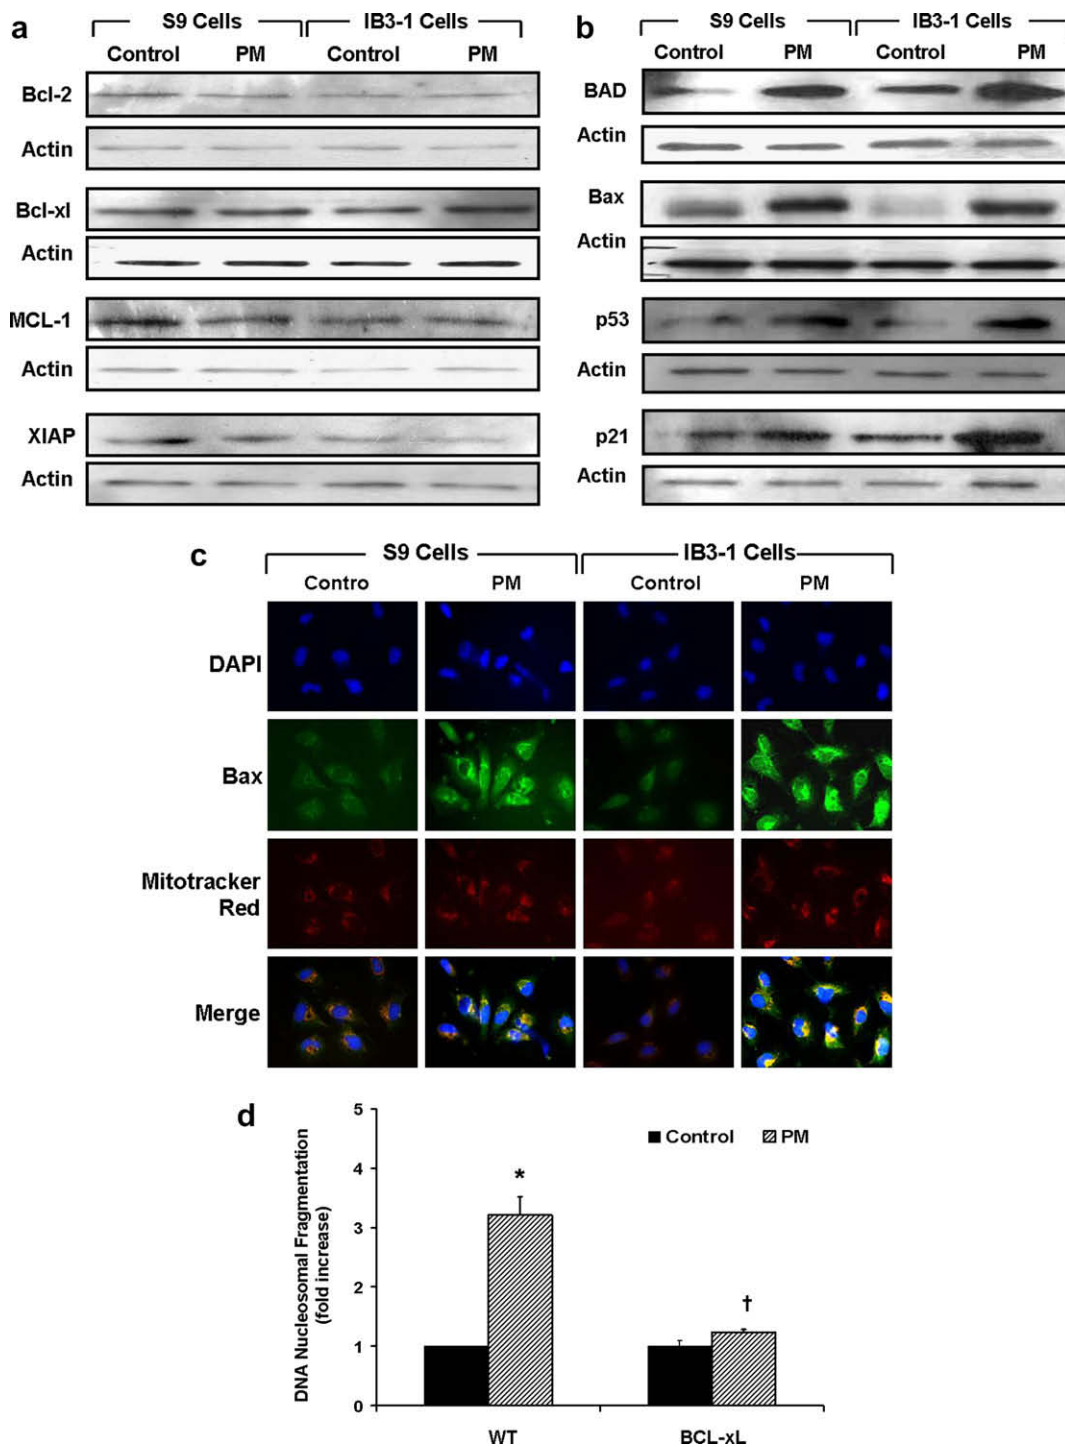 a
S9 Cells IB3-1 Cells
Control PM Control PM
Bcl-2
Actin
Bcl-xl
Actin
MCL-1
Actin
XIAP
Actin
b
S9 Cells IB3-1 Cells
Control PM Control PM
BAD
Actin
Bax
Actin
p53
Actin
p21
Actin
c
S9 Cells IB3-1 Cells
Contro PM Control PM
DAPI
Bax
Mitotracker
Red
Merge
d
DNA Nucleosomal Fragmentation
(fold increase)
5
4
3
2
1
0
Control PM
*
†
WT BCL-xL